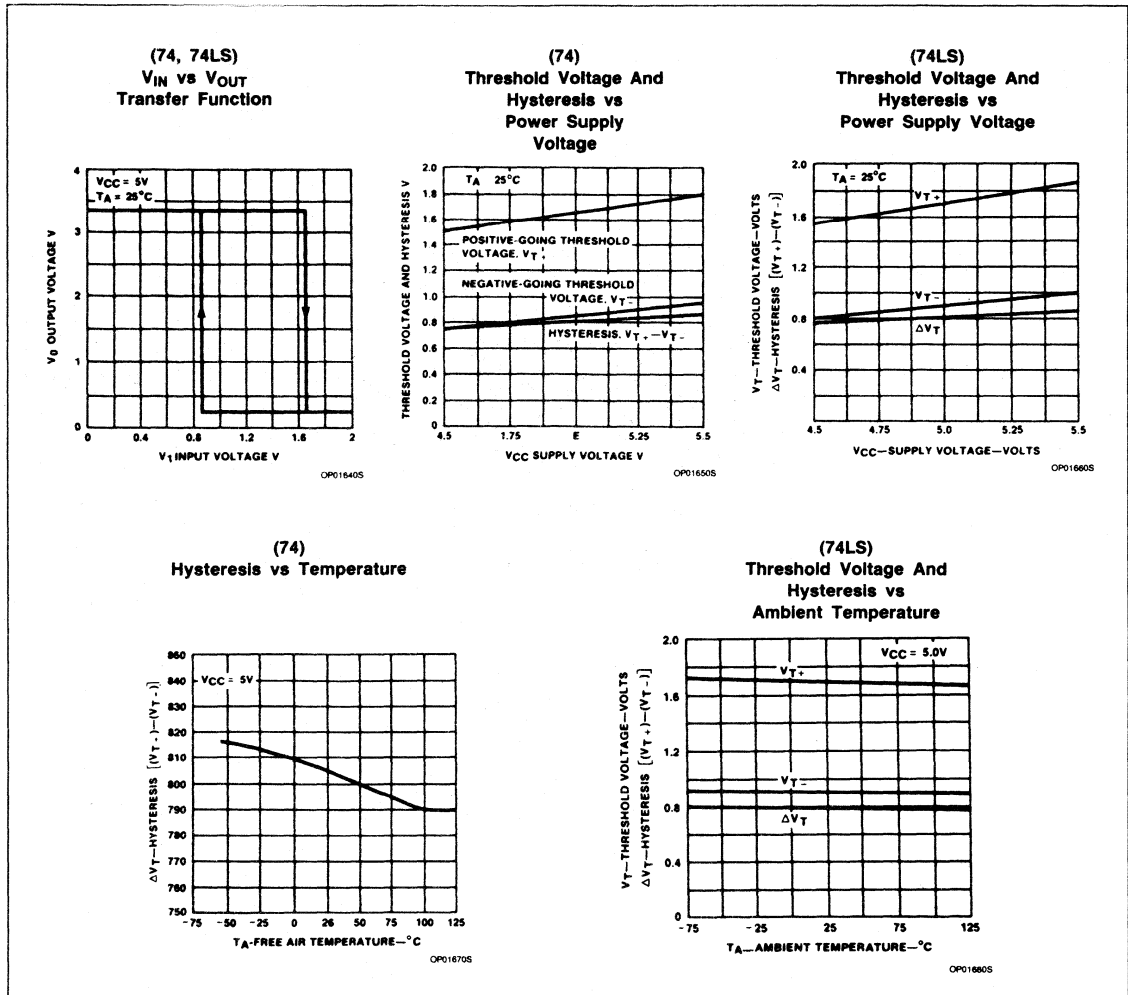 (74, 74LS)
VIN vs VOUT
Transfer Function
4
3
2
1
0
VCC = 5V
TA = 25°C
V0 OUTPUT VOLTAGE V
0 0.4 0.8 1.2 1.6 2
V1 INPUT VOLTAGE V
OP01640S
(74)
Threshold Voltage And
Hysteresis vs
Power Supply
Voltage
2.0
1.8
1.6
1.4
1.2
1.0
0.8
0.6
0.4
0.2
0
TA 25°C
POSITIVE-GOING THRESHOLD
VOLTAGE, VT+
NEGATIVE-GOING THRESHOLD
VOLTAGE, VT-
HYSTERESIS, VT+ — VT-
THRESHOLD VOLTAGE AND HYSTERESIS V
4.5 1.75 E 5.5
VCC SUPPLY VOLTAGE V
OP01650S
(74LS)
Threshold Voltage And
Hysteresis vs
Power Supply Voltage
2.0
1.6
1.2
0.8
0.4
TA = 25°C
VT+
VT-
ΔVT
VT—THRESHOLD VOLTAGE—VOLTS
ΔVT—HYSTERESIS [(VT+)—(VT-)]
4.5 4.75 5.0 5.25 5.5
VCC—SUPPLY VOLTAGE—VOLTS
OP01660S
(74)
Hysteresis vs Temperature
860
840
830
820
810
800
790
780
770
760
750
VCC = 5V
ΔVT—HYSTERESIS [(VT-)—(VT-)]
-75 -50 -25 0 26 50 75 100 125
TA-FREE AIR TEMPERATURE—°C
OP01670S
(74LS)
Threshold Voltage And
Hysteresis vs
Ambient Temperature
2.0
1.6
1.2
0.8
0.4
0
VCC = 5.0V
VT+
VT-
ΔVT
VT—THRESHOLD VOLTAGE—VOLTS
ΔVT—HYSTERESIS [(VT+)—(VT-)]
-75 -25 25 75 125
TA—AMBIENT TEMPERATURE—°C
OP01680S